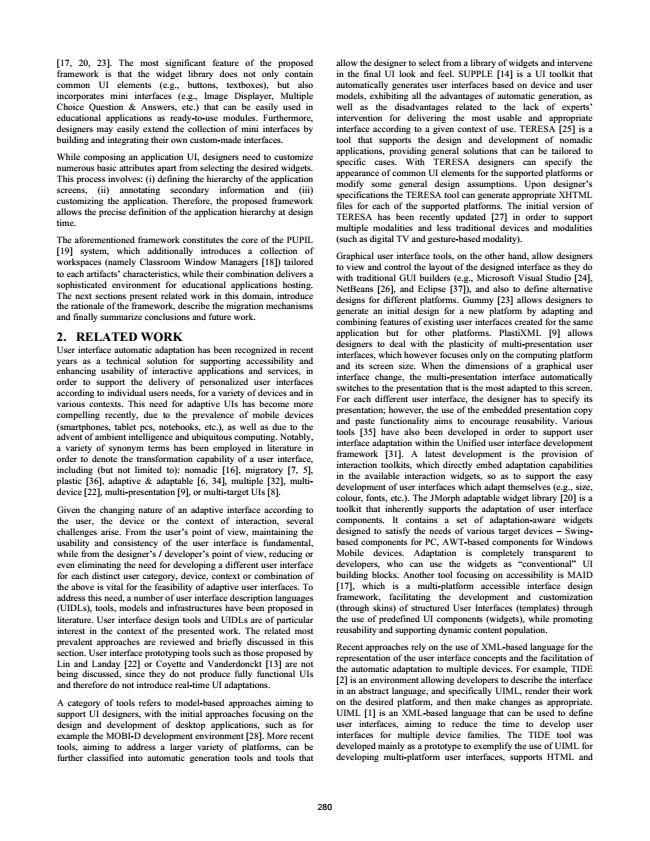 [17, 20, 23]. The most significant feature of the proposed
framework is that the widget library does not only contain
common UI elements (e.g., buttons, textboxes), but also
incorporates mini interfaces (e.g., Image Displayer, Multiple
Choice Question & Answers, etc.) that can be easily used in
educational applications as ready-to-use modules. Furthermore,
designers may easily extend the collection of mini interfaces by
building and integrating their own custom-made interfaces.
While composing an application UI, designers need to customize
numerous basic attributes apart from selecting the desired widgets.
This process involves: (i) defining the hierarchy of the application
screens, (ii) annotating secondary information and (iii)
customizing the application. Therefore, the proposed framework
allows the precise definition of the application hierarchy at design
time.
The aforementioned framework constitutes the core of the PUPIL
[19] system, which additionally introduces a collection of
workspaces (namely Classroom Window Managers [18]) tailored
to each artifacts’ characteristics, while their combination delivers a
sophisticated environment for educational applications hosting.
The next sections present related work in this domain, introduce
the rationale of the framework, describe the migration mechanisms
and finally summarize conclusions and future work.
2. RELATED WORK
User interface automatic adaptation has been recognized in recent
years as a technical solution for supporting accessibility and
enhancing usability of interactive applications and services, in
order to support the delivery of personalized user interfaces
according to individual users needs, for a variety of devices and in
various contexts. This need for adaptive UIs has become more
compelling recently, due to the prevalence of mobile devices
(smartphones, tablet pcs, notebooks, etc.), as well as due to the
advent of ambient intelligence and ubiquitous computing. Notably,
a variety of synonym terms has been employed in literature in
order to denote the transformation capability of a user interface,
including (but not limited to): nomadic [16], migratory [7, 5],
plastic [36], adaptive & adaptable [6, 34], multiple [32], multi-
device [22], multi-presentation [9], or multi-target UIs [8].
Given the changing nature of an adaptive interface according to
the user, the device or the context of interaction, several
challenges arise. From the user’s point of view, maintaining the
usability and consistency of the user interface is fundamental,
while from the designer’s / developer’s point of view, reducing or
even eliminating the need for developing a different user interface
for each distinct user category, device, context or combination of
the above is vital for the feasibility of adaptive user interfaces. To
address this need, a number of user interface description languages
(UIDLs), tools, models and infrastructures have been proposed in
literature. User interface design tools and UIDLs are of particular
interest in the context of the presented work. The related most
prevalent approaches are reviewed and briefly discussed in this
section. User interface prototyping tools such as those proposed by
Lin and Landay [22] or Coyette and Vanderdonckt [13] are not
being discussed, since they do not produce fully functional UIs
and therefore do not introduce real-time UI adaptations.
A category of tools refers to model-based approaches aiming to
support UI designers, with the initial approaches focusing on the
design and development of desktop applications, such as for
example the MOBI-D development environment [28]. More recent
tools, aiming to address a larger variety of platforms, can be
further classified into automatic generation tools and tools that
allow the designer to select from a library of widgets and intervene
in the final UI look and feel. SUPPLE [14] is a UI toolkit that
automatically generates user interfaces based on device and user
models, exhibiting all the advantages of automatic generation, as
well as the disadvantages related to the lack of experts’
intervention for delivering the most usable and appropriate
interface according to a given context of use. TERESA [25] is a
tool that supports the design and development of nomadic
applications, providing general solutions that can be tailored to
specific cases. With TERESA designers can specify the
appearance of common UI elements for the supported platforms or
modify some general design assumptions. Upon designer’s
specifications the TERESA tool can generate appropriate XHTML
files for each of the supported platforms. The initial version of
TERESA has been recently updated [27] in order to support
multiple modalities and less traditional devices and modalities
(such as digital TV and gesture-based modality).
Graphical user interface tools, on the other hand, allow designers
to view and control the layout of the designed interface as they do
with traditional GUI builders (e.g., Microsoft Visual Studio [24],
NetBeans [26], and Eclipse [37]), and also to define alternative
designs for different platforms. Gummy [23] allows designers to
generate an initial design for a new platform by adapting and
combining features of existing user interfaces created for the same
application but for other platforms. PlastiXML [9] allows
designers to deal with the plasticity of multi-presentation user
interfaces, which however focuses only on the computing platform
and its screen size. When the dimensions of a graphical user
interface change, the multi-presentation interface automatically
switches to the presentation that is the most adapted to this screen.
For each different user interface, the designer has to specify its
presentation; however, the use of the embedded presentation copy
and paste functionality aims to encourage reusability. Various
tools [35] have also been developed in order to support user
interface adaptation within the Unified user interface development
framework [31]. A latest development is the provision of
interaction toolkits, which directly embed adaptation capabilities
in the available interaction widgets, so as to support the easy
development of user interfaces which adapt themselves (e.g., size,
colour, fonts, etc.). The JMorph adaptable widget library [20] is a
toolkit that inherently supports the adaptation of user interface
components. It contains a set of adaptation-aware widgets
designed to satisfy the needs of various target devices – Swing-
based components for PC, AWT-based components for Windows
Mobile devices. Adaptation is completely transparent to
developers, who can use the widgets as “conventional” UI
building blocks. Another tool focusing on accessibility is MAID
[17], which is a multi-platform accessible interface design
framework, facilitating the development and customization
(through skins) of structured User Interfaces (templates) through
the use of predefined UI components (widgets), while promoting
reusability and supporting dynamic content population.
Recent approaches rely on the use of XML-based language for the
representation of the user interface concepts and the facilitation of
the automatic adaptation to multiple devices. For example, TIDE
[2] is an environment allowing developers to describe the interface
in an abstract language, and specifically UIML, render their work
on the desired platform, and then make changes as appropriate.
UIML [1] is an XML-based language that can be used to define
user interfaces, aiming to reduce the time to develop user
interfaces for multiple device families. The TIDE tool was
developed mainly as a prototype to exemplify the use of UIML for
developing multi-platform user interfaces, supports HTML and
280